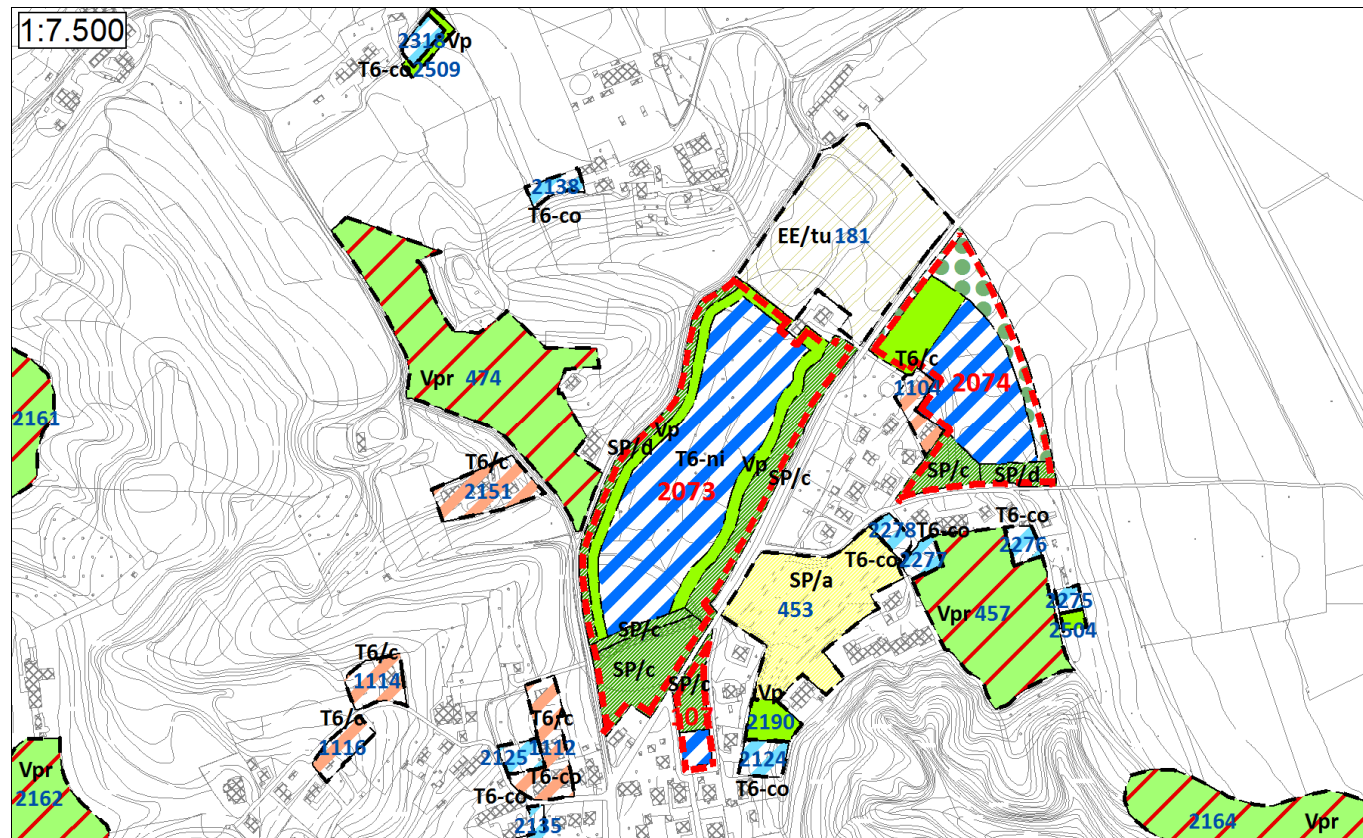 1:7.500
2318 Vp
T6-co 2509
2138
T6-co
EE/tu 181
Vpr 474
2161
T6/c
1104
2074
Vp
SP/d
T6-ni
Vp
2073
SP/c
SP/c
SP/d
T6/c
2151
T6-co
2278 T6-co
2276
T6-co 2277
SP/a
453
Vpr 457
2275
2504
SP/c
SP/c
SP/c
T6/c
1114
T6/c
1116
T6/c
1112
2125
T6-co
T6-co
2135
Vp
2190
2124
T6-co
Vpr
2162
2164 Vpr